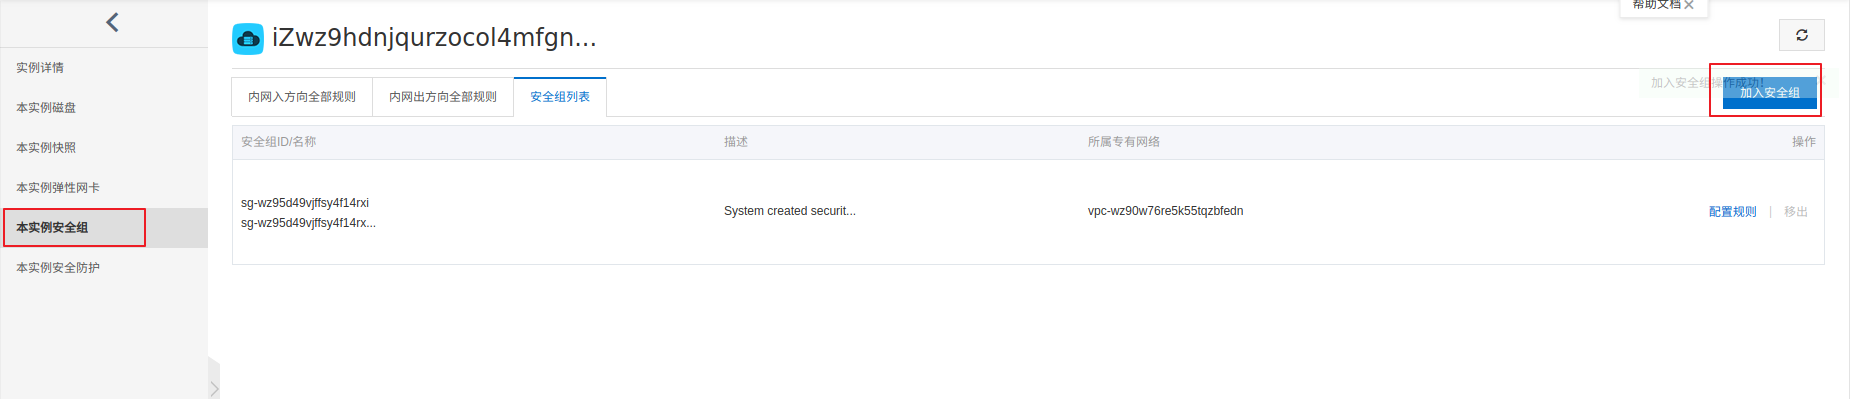 帮助文档
iZwz9hdnjqurzocol4mfgn...
实例详情
本实例磁盘
本实例快照
本实例弹性网卡
本实例安全组
本实例安全防护
内网入方向全部规则
内网出方向全部规则
安全组列表
加入安全组操作成功！
加入安全组
安全组ID/名称
描述
所属专有网络
操作
sg-wz95d49vjffsy4f14rxi
sg-wz95d49vjffsy4f14rx...
System created securit...
vpc-wz90w76re5k55tqzbfedn
配置规则 | 移出